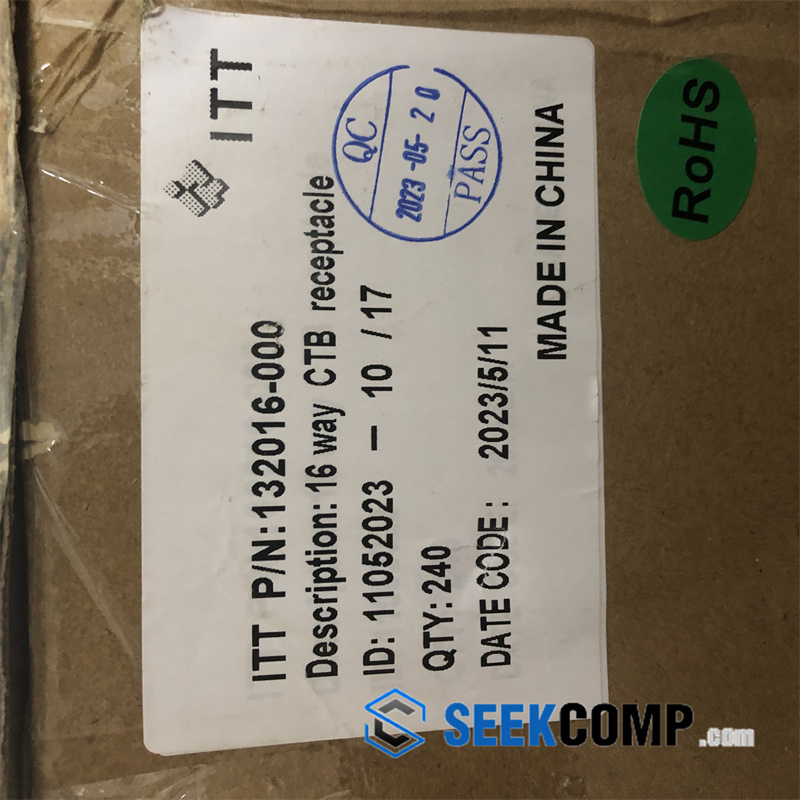 ITT
QC
2023-05-20
PASS
RoHS
ITT P/N:132016-000
Description: 16 way CTB receptacle
ID: 11052023 – 10 /17
QTY: 240
DATE CODE: 2023/5/11
MADE IN CHINA
SEEKCOMP.com